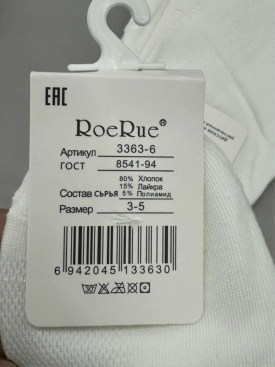 EAC
RoeRue®
Артикул 3363-6
ГОСТ 8541-94
80% Хлопок
15% Лайкра
Состав сырья 5% Полиамид
Размер 3-5
6 942045 133630